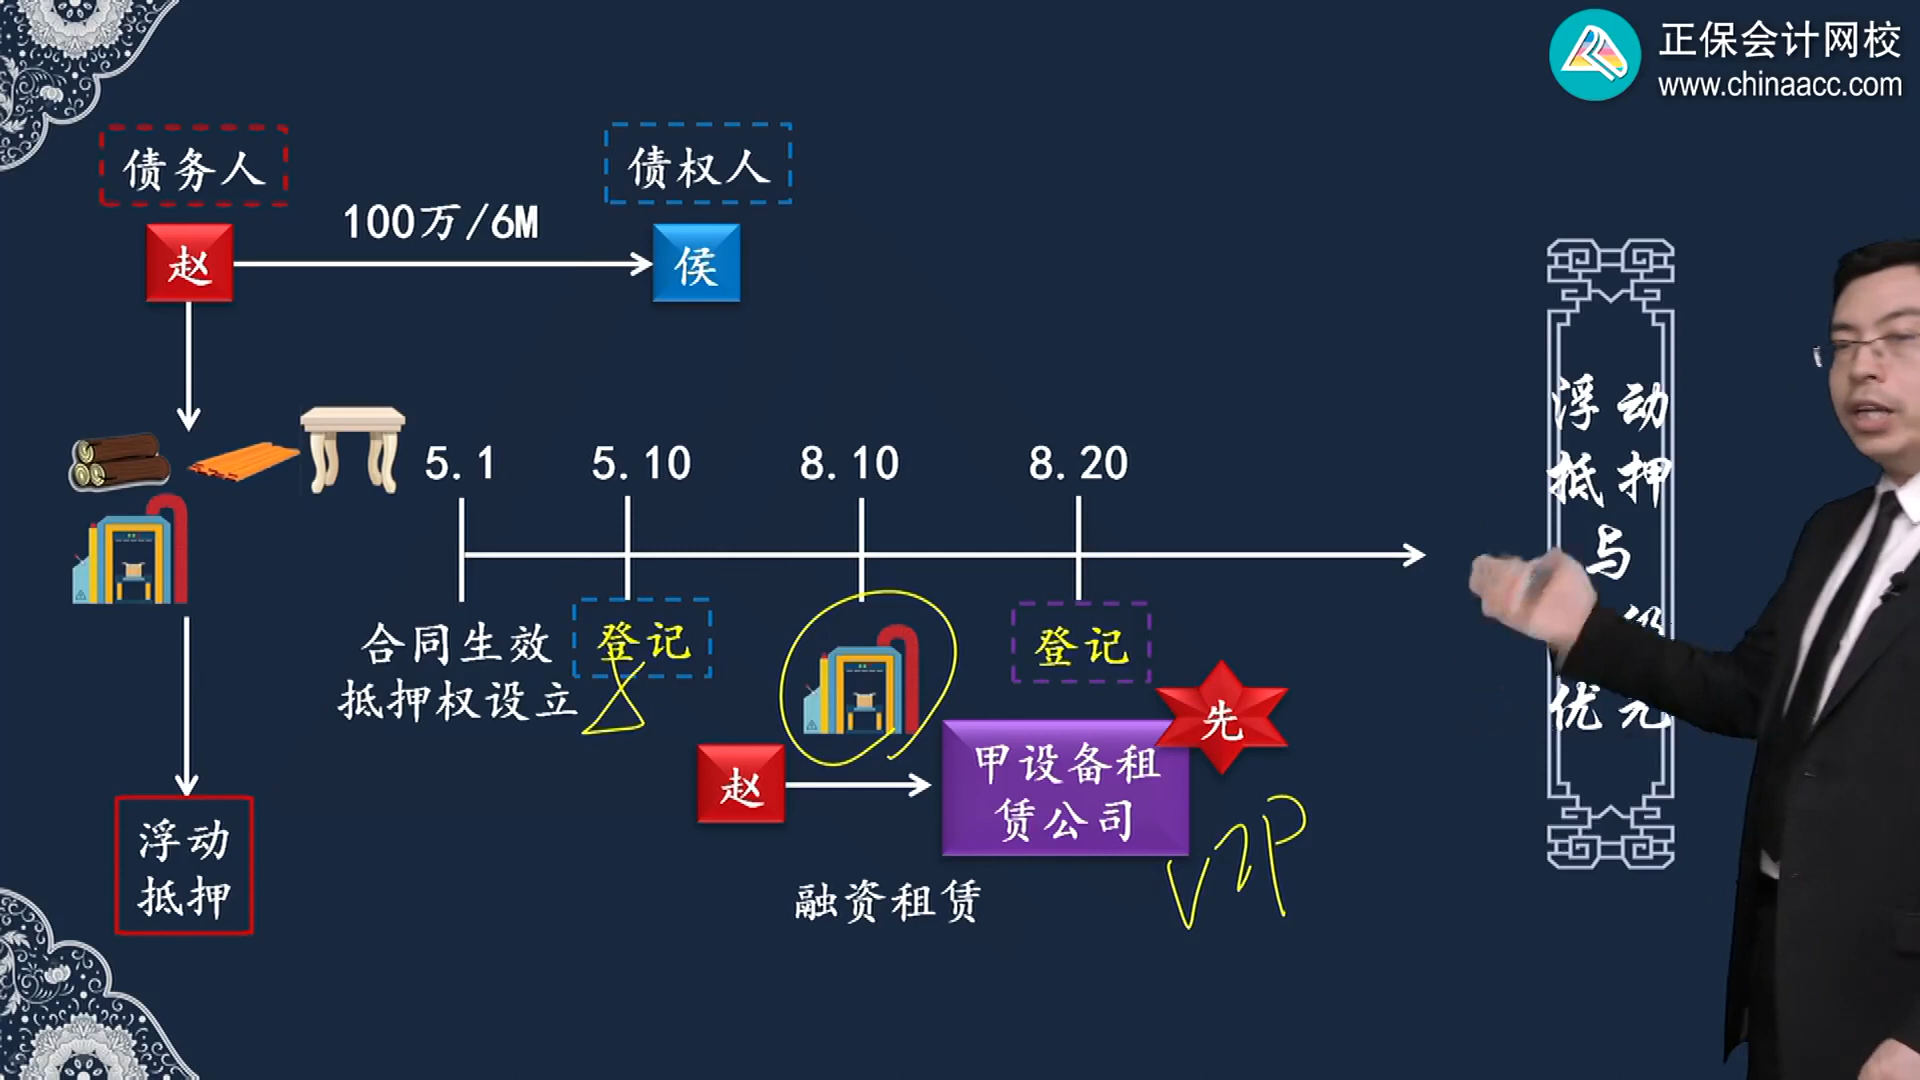 正保会计网校
www.chinaacc.com
债务人
债权人
100万/6M
赵
侯
5.1
5.10
8.10
8.20
合同生效
抵押权设立
登记
登记
先
赵
甲设备租
赁公司
VIP
融资租赁
浮动
抵押
浮动
抵押
与
优先